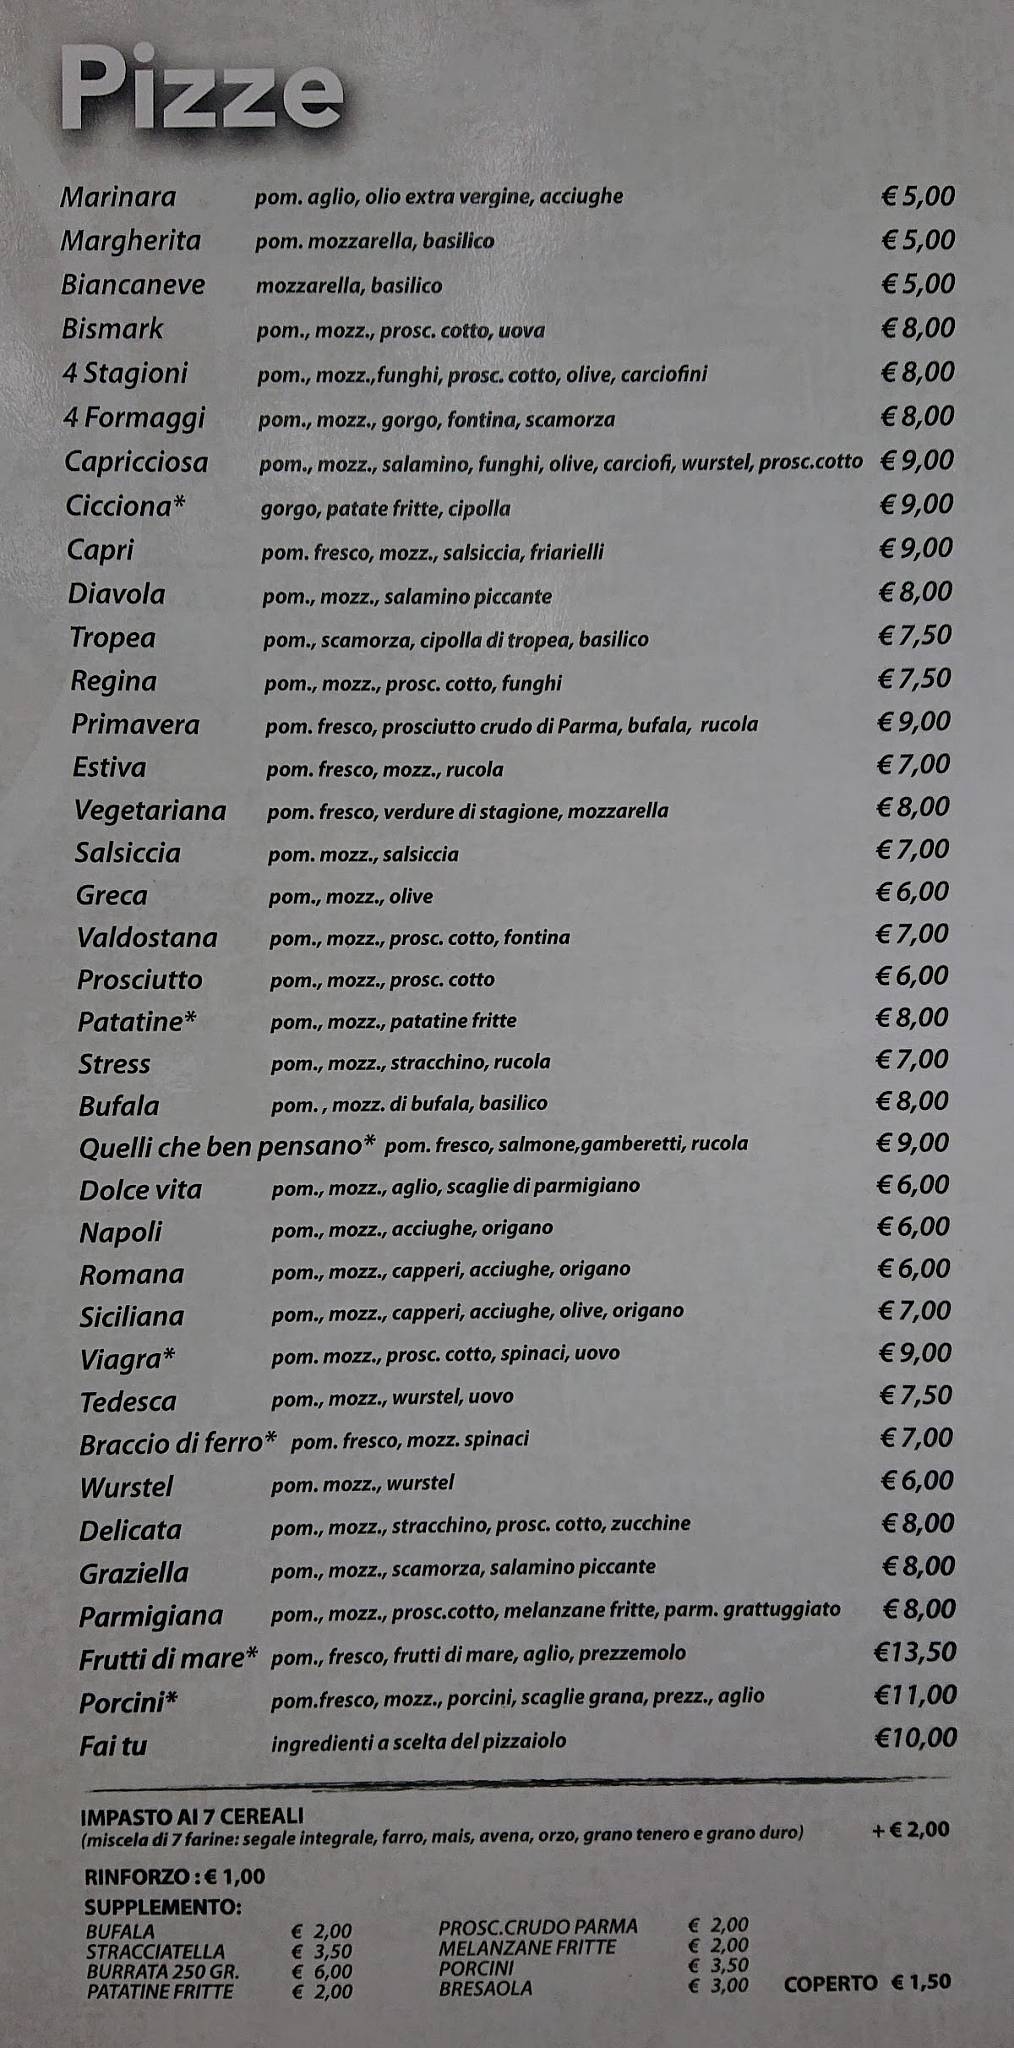 Pizze
Marinara pom. aglio, olio extra vergine, acciughe € 5,00
Margherita pom. mozzarella, basilico € 5,00
Biancaneve mozzarella, basilico € 5,00
Bismark pom., mozz., prosc. cotto, uova € 8,00
4 Stagioni pom., mozz.,funghi, prosc. cotto, olive, carciofini € 8,00
4 Formaggi pom., mozz., gorgo, fontina, scamorza € 8,00
Capricciosa pom., mozz., salamino, funghi, olive, carciofi, wurstel, prosc.cotto € 9,00
Cicciona* gorgo, patate fritte, cipolla € 9,00
Capri pom. fresco, mozz., salsiccia, friarielli € 9,00
Diavola pom., mozz., salamino piccante € 8,00
Tropea pom., scamorza, cipolla di tropea, basilico € 7,50
Regina pom., mozz., prosc. cotto, funghi € 7,50
Primavera pom. fresco, prosciutto crudo di Parma, bufala, rucola € 9,00
Estiva pom. fresco, mozz., rucola € 7,00
Vegetariana pom. fresco, verdure di stagione, mozzarella € 8,00
Salsiccia pom. mozz., salsiccia € 7,00
Greca pom., mozz., olive € 6,00
Valdostana pom., mozz., prosc. cotto, fontina € 7,00
Prosciutto pom., mozz., prosc. cotto € 6,00
Patatine* pom., mozz., patatine fritte € 8,00
Stress pom., mozz., stracchino, rucola € 7,00
Bufala pom. , mozz. di bufala, basilico € 8,00
Quelli che ben pensano* pom. fresco, salmone,gamberetti, rucola € 9,00
Dolce vita pom., mozz., aglio, scaglie di parmigiano € 6,00
Napoli pom., mozz., acciughe, origano € 6,00
Romana pom., mozz., capperi, acciughe, origano € 6,00
Siciliana pom., mozz., capperi, acciughe, olive, origano € 7,00
Viagra* pom. mozz., prosc. cotto, spinaci, uovo € 9,00
Tedesca pom., mozz., wurstel, uovo € 7,50
Braccio di ferro* pom. fresco, mozz. spinaci € 7,00
Wurstel pom. mozz., wurstel € 6,00
Delicata pom., mozz., stracchino, prosc. cotto, zucchine € 8,00
Graziella pom., mozz., scamorza, salamino piccante € 8,00
Parmigiana pom., mozz., prosc.cotto, melanzane fritte, parm. grattuggiato € 8,00
Frutti di mare* pom., fresco, frutti di mare, aglio, prezzemolo €13,50
Porcini* pom.fresco, mozz., porcini, scaglie grana, prezz., aglio €11,00
Fai tu ingredienti a scelta del pizzaiolo €10,00
IMPASTO AI 7 CEREALI
(miscela di 7 farine: segale integrale, farro, mais, avena, orzo, grano tenero e grano duro) + € 2,00
RINFORZO : € 1,00
SUPPLEMENTO:
BUFALA € 2,00 PROSC.CRUDO PARMA € 2,00
STRACCIATELLA € 3,50 MELANZANE FRITTE € 2,00
BURRATA 250 GR. € 6,00 PORCINI € 3,50
PATATINE FRITTE € 2,00 BRESAOLA € 3,00 COPERTO € 1,50